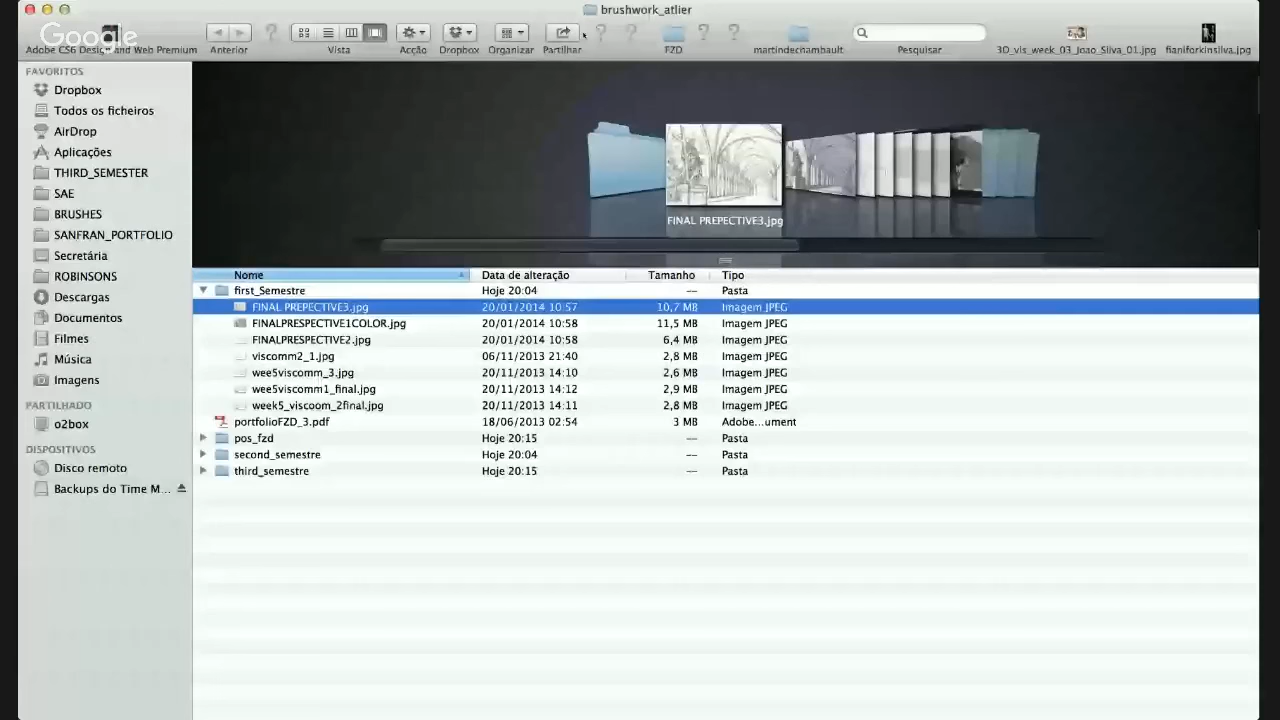 brushwork_atlier
Google
Adobe CS6 Design and Web Premium
Anterior
Vista
Acção
Dropbox
Organizar
Partilhar
FZD
martindechambault
Pesquisar
3D_vis_week_03_Joao_Silva_01.jpg
fianiforkinsilva.jpg
FAVORITOS
Dropbox
Todos os ficheiros
AirDrop
Aplicações
THIRD_SEMESTER
SAE
BRUSHES
SANFRAN_PORTFOLIO
Secretária
ROBINSONS
Descargas
Documentos
Filmes
Música
Imagens
PARTILHADO
o2box
DISPOSITIVOS
Disco remoto
Backups do Time M...
FINAL PREPECTIVE3.jpg
Nome Data de alteração Tamanho Tipo
first_Semestre Hoje 20:04 -- Pasta
FINAL PREPECTIVE3.jpg 20/01/2014 10:57 10,7 MB Imagem JPEG
FINALPRESPECTIVE1COLOR.jpg 20/01/2014 10:58 11,5 MB Imagem JPEG
FINALPRESPECTIVE2.jpg 20/01/2014 10:58 6,4 MB Imagem JPEG
viscomm2_1.jpg 06/11/2013 21:40 2,8 MB Imagem JPEG
wee5viscomm_3.jpg 20/11/2013 14:10 2,6 MB Imagem JPEG
wee5viscomm1_final.jpg 20/11/2013 14:12 2,9 MB Imagem JPEG
week5_viscoom_2final.jpg 20/11/2013 14:11 2,8 MB Imagem JPEG
portfolioFZD_3.pdf 18/06/2013 02:54 3 MB Adobe...ument
pos_fzd Hoje 20:15 -- Pasta
second_semestre Hoje 20:04 -- Pasta
third_semestre Hoje 20:15 -- Pasta